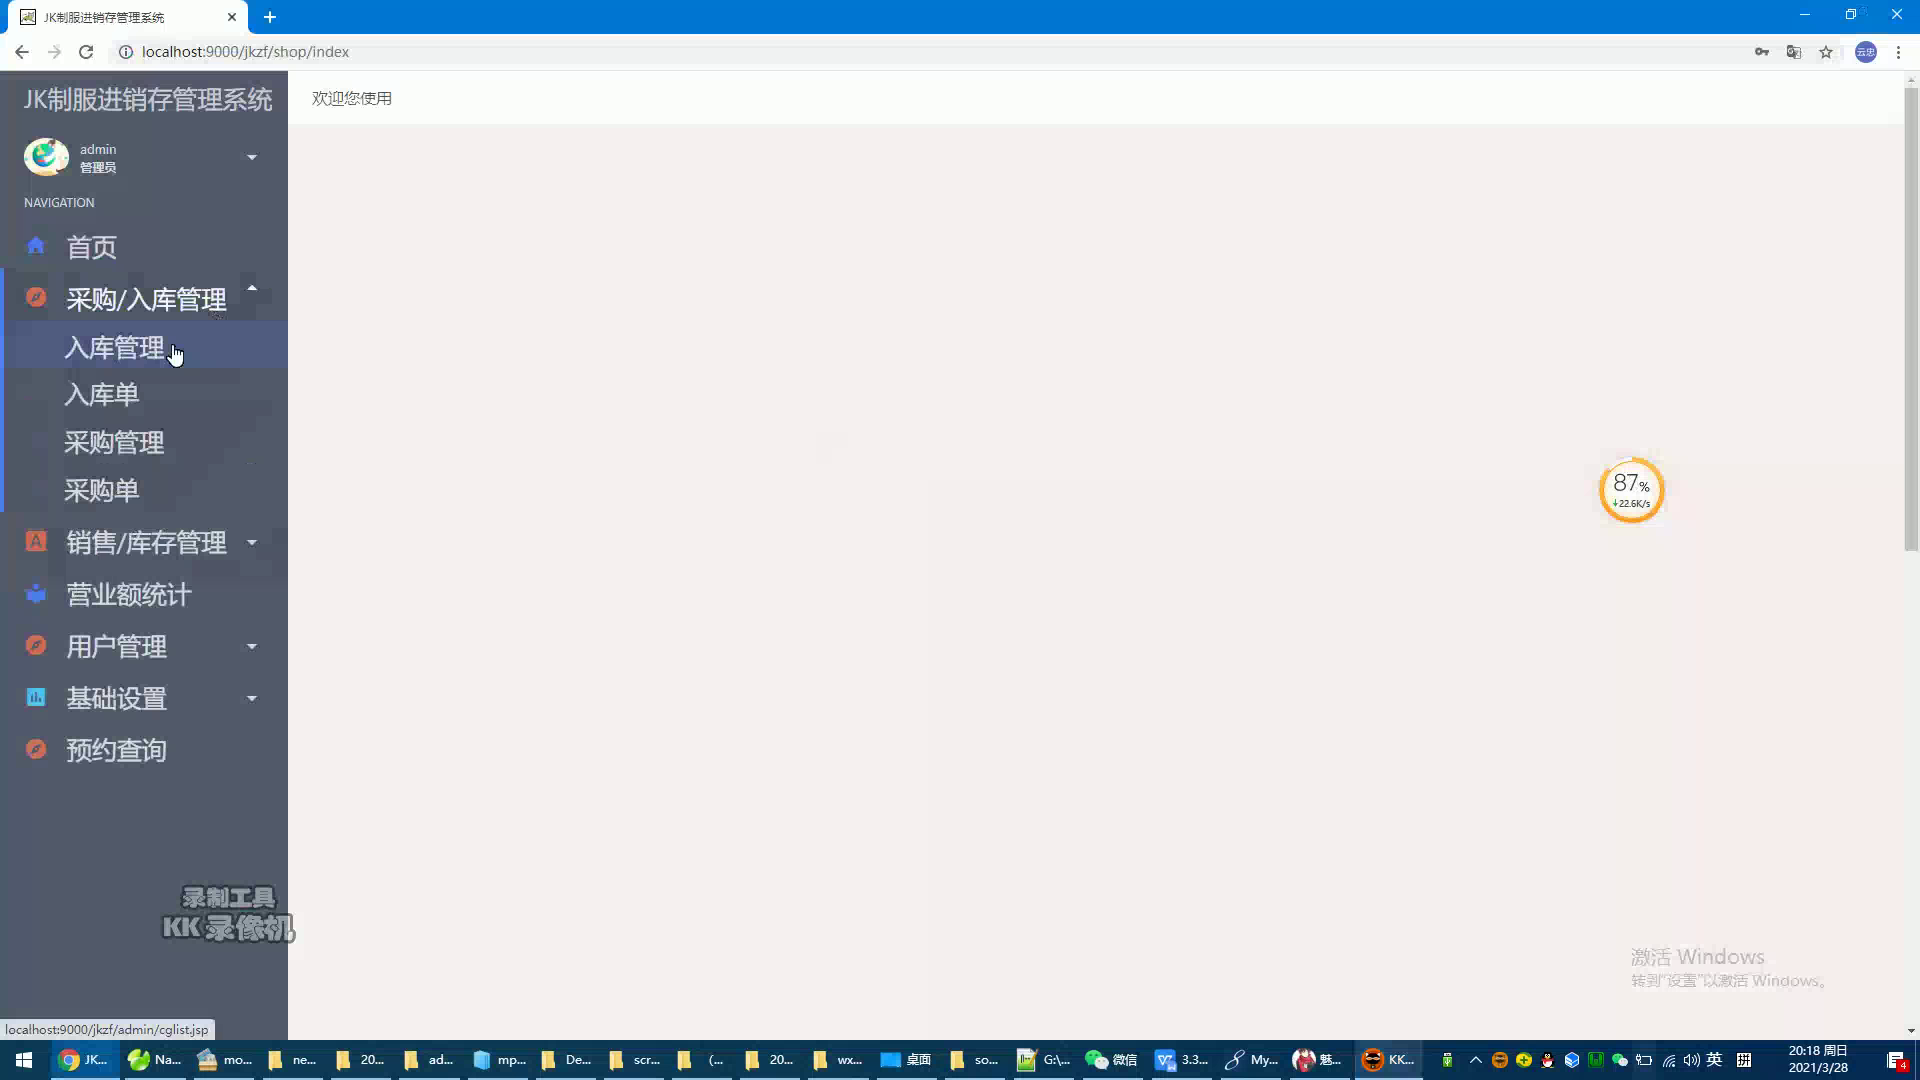 JK制服进销存管理系统
localhost:9000/jkzf/shop/index
云忠
JK制服进销存管理系统
欢迎您使用
admin
管理员
NAVIGATION
首页
采购/入库管理
入库管理
入库单
采购管理
采购单
87%
22.6K/s
销售/库存管理
A
营业额统计
用户管理
基础设置
预约查询
录制工具
KK 录像机
激活 Windows
转到"设置"以激活 Windows。
localhost:9000/jkzf/admin/cglist.jsp
JK... Na... mo... ne... 20... ad... mp... De... scr... (... 20... wx... 桌面 so... G:\... 微信 3.3... My... 魅... KK... 英 拼
20:18 周日
2021/3/28
4